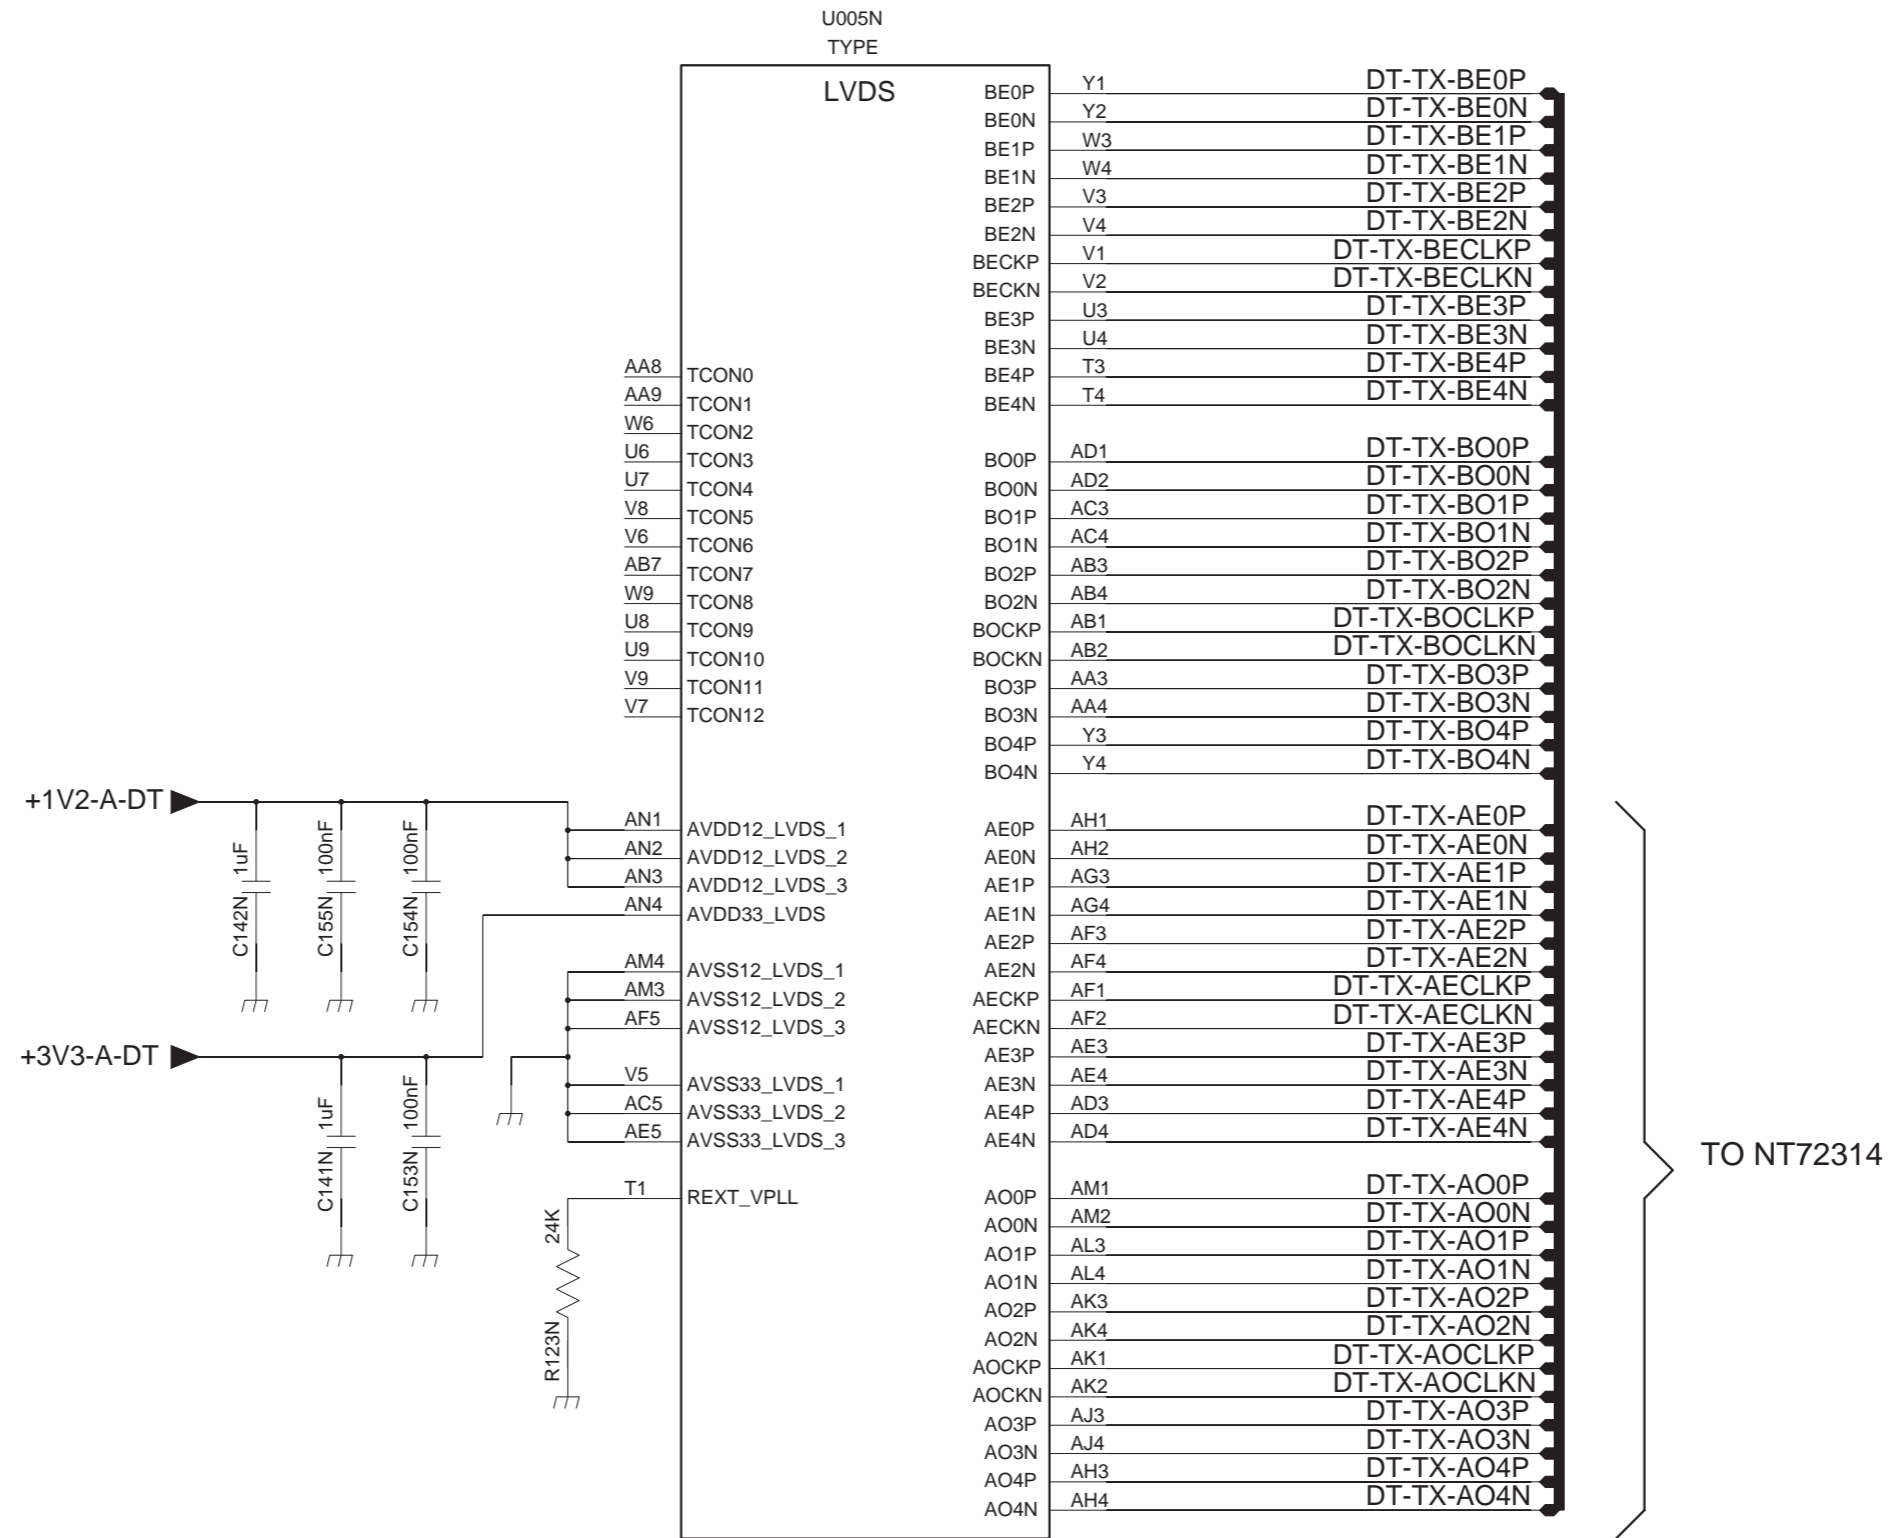 U005N
TYPE
LVDS
BE0P Y1 DT-TX-BE0P
BE0N Y2 DT-TX-BE0N
BE1P W3 DT-TX-BE1P
BE1N W4 DT-TX-BE1N
BE2P V3 DT-TX-BE2P
BE2N V4 DT-TX-BE2N
BECKP V1 DT-TX-BECLKP
BECKN V2 DT-TX-BECLKN
BE3P U3 DT-TX-BE3P
BE3N U4 DT-TX-BE3N
AA8 TCON0 BE4P T3 DT-TX-BE4P
AA9 TCON1 BE4N T4 DT-TX-BE4N
W6 TCON2
U6 TCON3 BO0P AD1 DT-TX-BO0P
U7 TCON4 BO0N AD2 DT-TX-BO0N
V8 TCON5 BO1P AC3 DT-TX-BO1P
V6 TCON6 BO1N AC4 DT-TX-BO1N
AB7 TCON7 BO2P AB3 DT-TX-BO2P
W9 TCON8 BO2N AB4 DT-TX-BO2N
U8 TCON9 BOCKP AB1 DT-TX-BOCLKP
U9 TCON10 BOCKN AB2 DT-TX-BOCLKN
V9 TCON11 BO3P AA3 DT-TX-BO3P
V7 TCON12 BO3N AA4 DT-TX-BO3N
BO4P Y3 DT-TX-BO4P
BO4N Y4 DT-TX-BO4N
+1V2-A-DT
AN1 AVDD12_LVDS_1 AE0P AH1 DT-TX-AE0P
AN2 AVDD12_LVDS_2 AE0N AH2 DT-TX-AE0N
AN3 AVDD12_LVDS_3 AE1P AG3 DT-TX-AE1P
AN4 AVDD33_LVDS AE1N AG4 DT-TX-AE1N
C142N 1uF
C155N 100nF
C154N 100nF
AE2P AF3 DT-TX-AE2P
AM4 AVSS12_LVDS_1 AE2N AF4 DT-TX-AE2N
AM3 AVSS12_LVDS_2 AECKP AF1 DT-TX-AECLKP
AF5 AVSS12_LVDS_3 AECKN AF2 DT-TX-AECLKN
+3V3-A-DT
AE3P AE3 DT-TX-AE3P
V5 AVSS33_LVDS_1 AE3N AE4 DT-TX-AE3N
AC5 AVSS33_LVDS_2 AE4P AD3 DT-TX-AE4P
AE5 AVSS33_LVDS_3 AE4N AD4 DT-TX-AE4N
C141N 1uF
C153N 100nF
TO NT72314
T1 REXT_VPLL AO0P AM1 DT-TX-AO0P
AO0N AM2 DT-TX-AO0N
R123N 24K
AO1P AL3 DT-TX-AO1P
AO1N AL4 DT-TX-AO1N
AO2P AK3 DT-TX-AO2P
AO2N AK4 DT-TX-AO2N
AOCKP AK1 DT-TX-AOCLKP
AOCKN AK2 DT-TX-AOCLKN
AO3P AJ3 DT-TX-AO3P
AO3N AJ4 DT-TX-AO3N
AO4P AH3 DT-TX-AO4P
AO4N AH4 DT-TX-AO4N